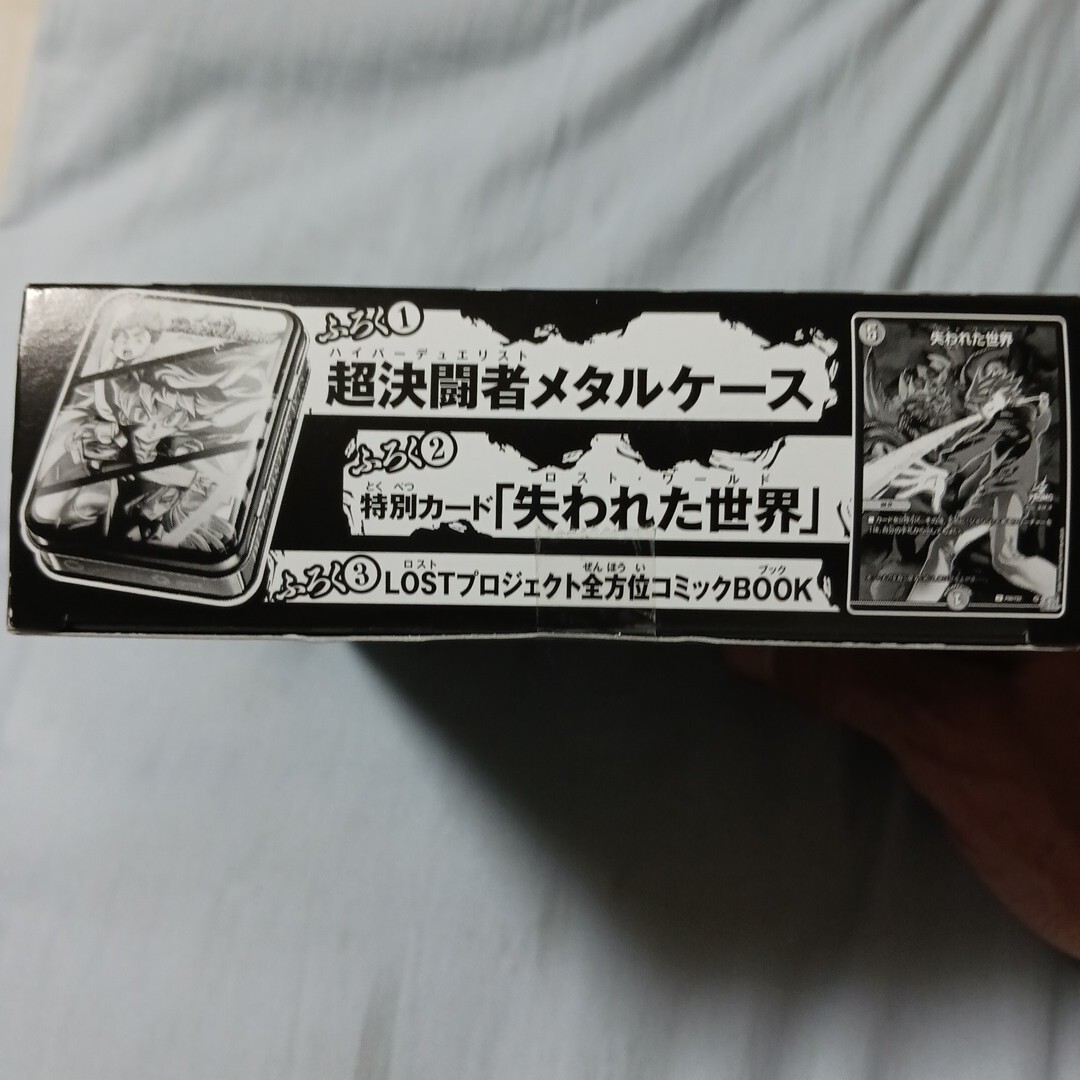 ふろく①
ハイパーデュエリスト
超決闘者メタルケース
ふろく②
とくべつ ロスト・ワールド
特別カード「失われた世界」
ロスト ぜんほうい ブック
ふろく③ LOSTプロジェクト全方位コミックBOOK
失われた世界